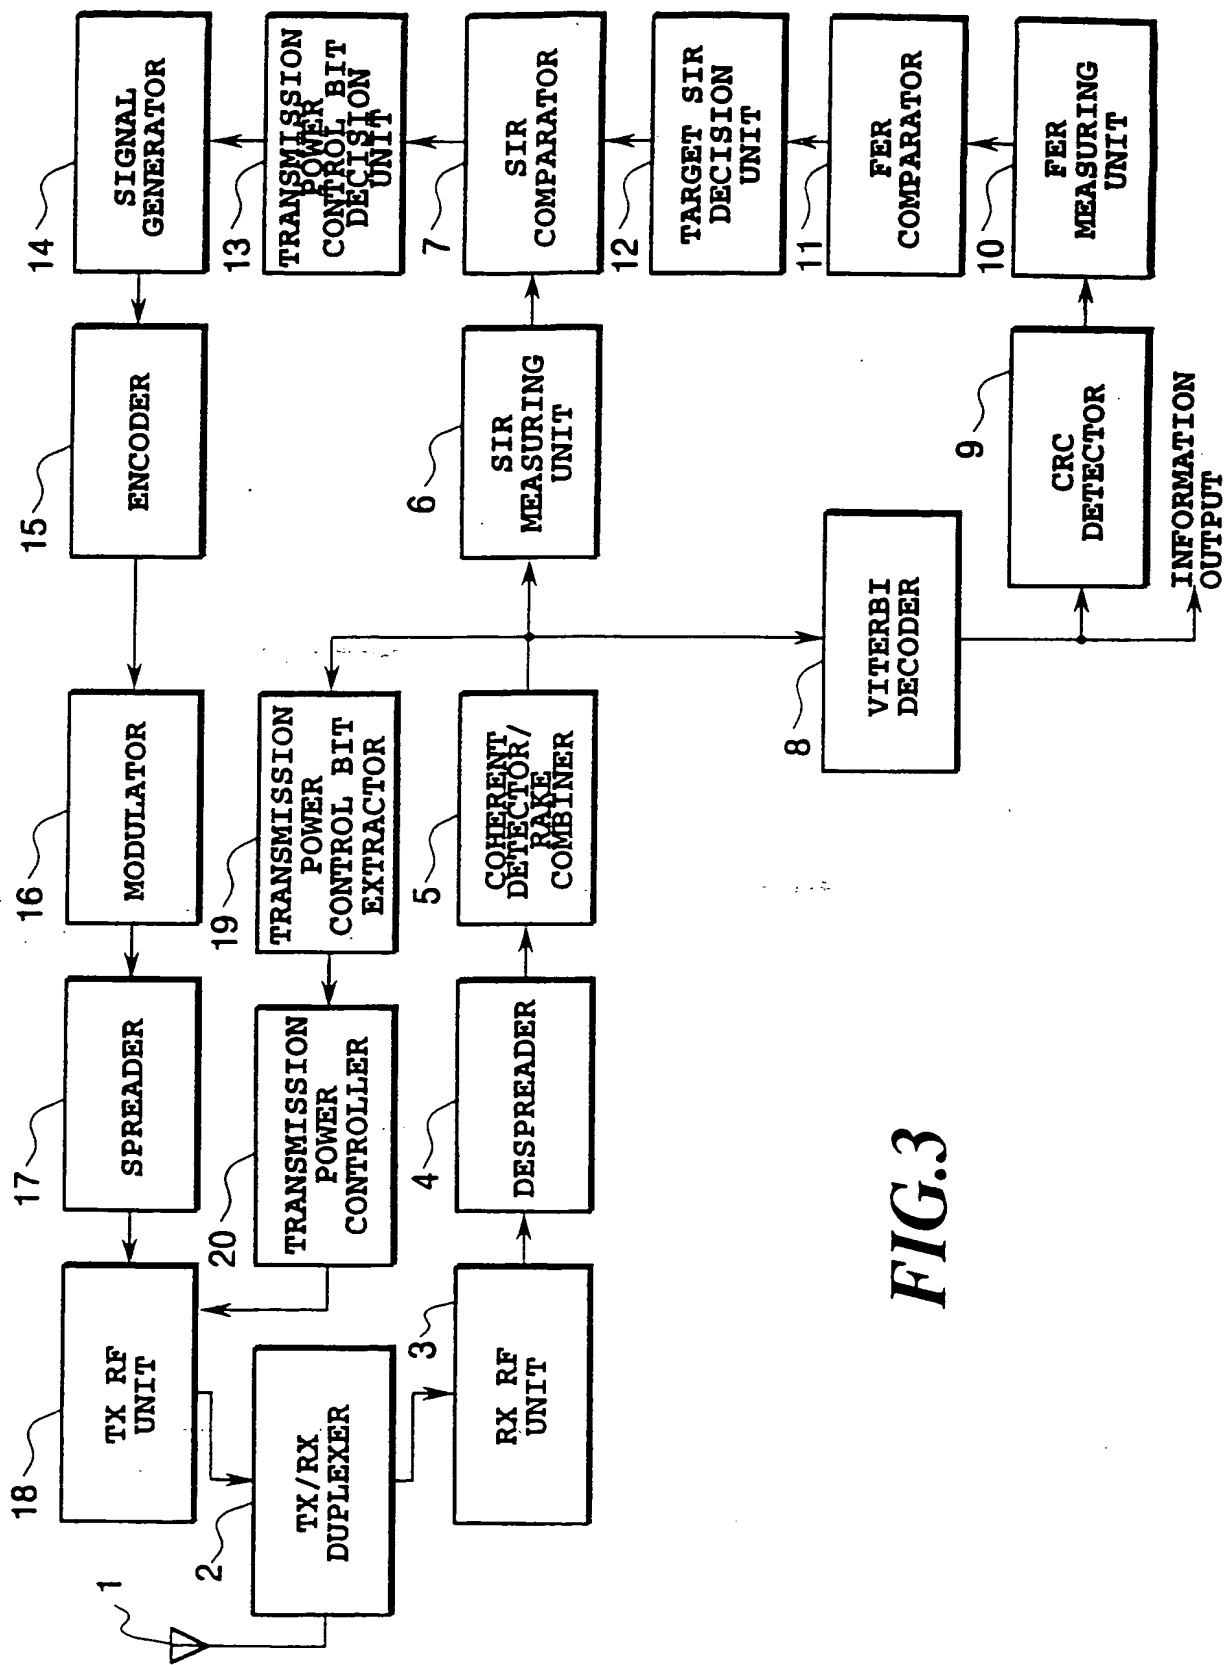 1
2
TX/RX
DUPLEXER
18
TX RF
UNIT
17
SPREADER
16
MODULATOR
15
ENCODER
14
SIGNAL
GENERATOR
20
TRANSMISSION
POWER
CONTROLLER
19
TRANSMISSION
POWER
CONTROL BIT
EXTRACTOR
13
TRANSMISSION
POWER
CONTROL BIT
DECISION
UNIT
3
RX RF
UNIT
4
DESPREADER
5
COHERENT
DETECTOR/
RAKE
COMBINER
6
SIR
MEASURING
UNIT
7
SIR
COMPARATOR
12
TARGET SIR
DECISION
UNIT
8
VITERBI
DECODER
11
FER
COMPARATOR
9
CRC
DETECTOR
10
FER
MEASURING
UNIT
INFORMATION
OUTPUT
FIG.3